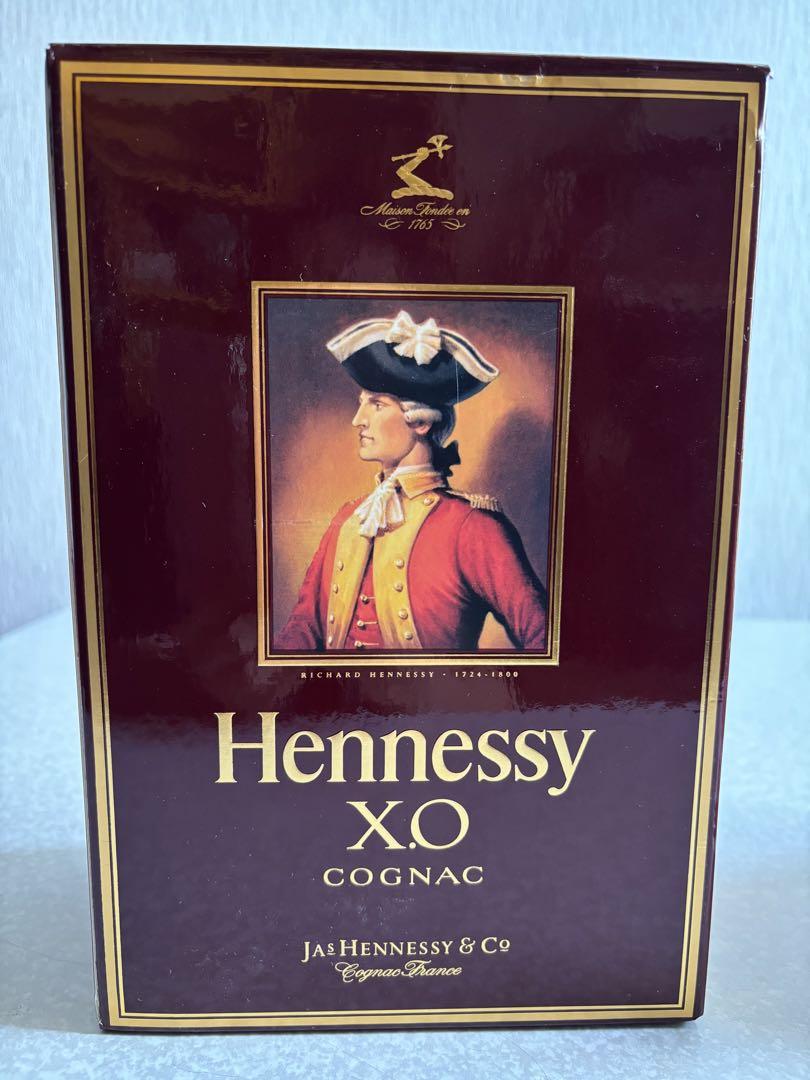 Maison Fondée en
1765
RICHARD HENNESSY · 1724-1800
Hennessy
X.O
COGNAC
JAS HENNESSY & CO
Cognac France